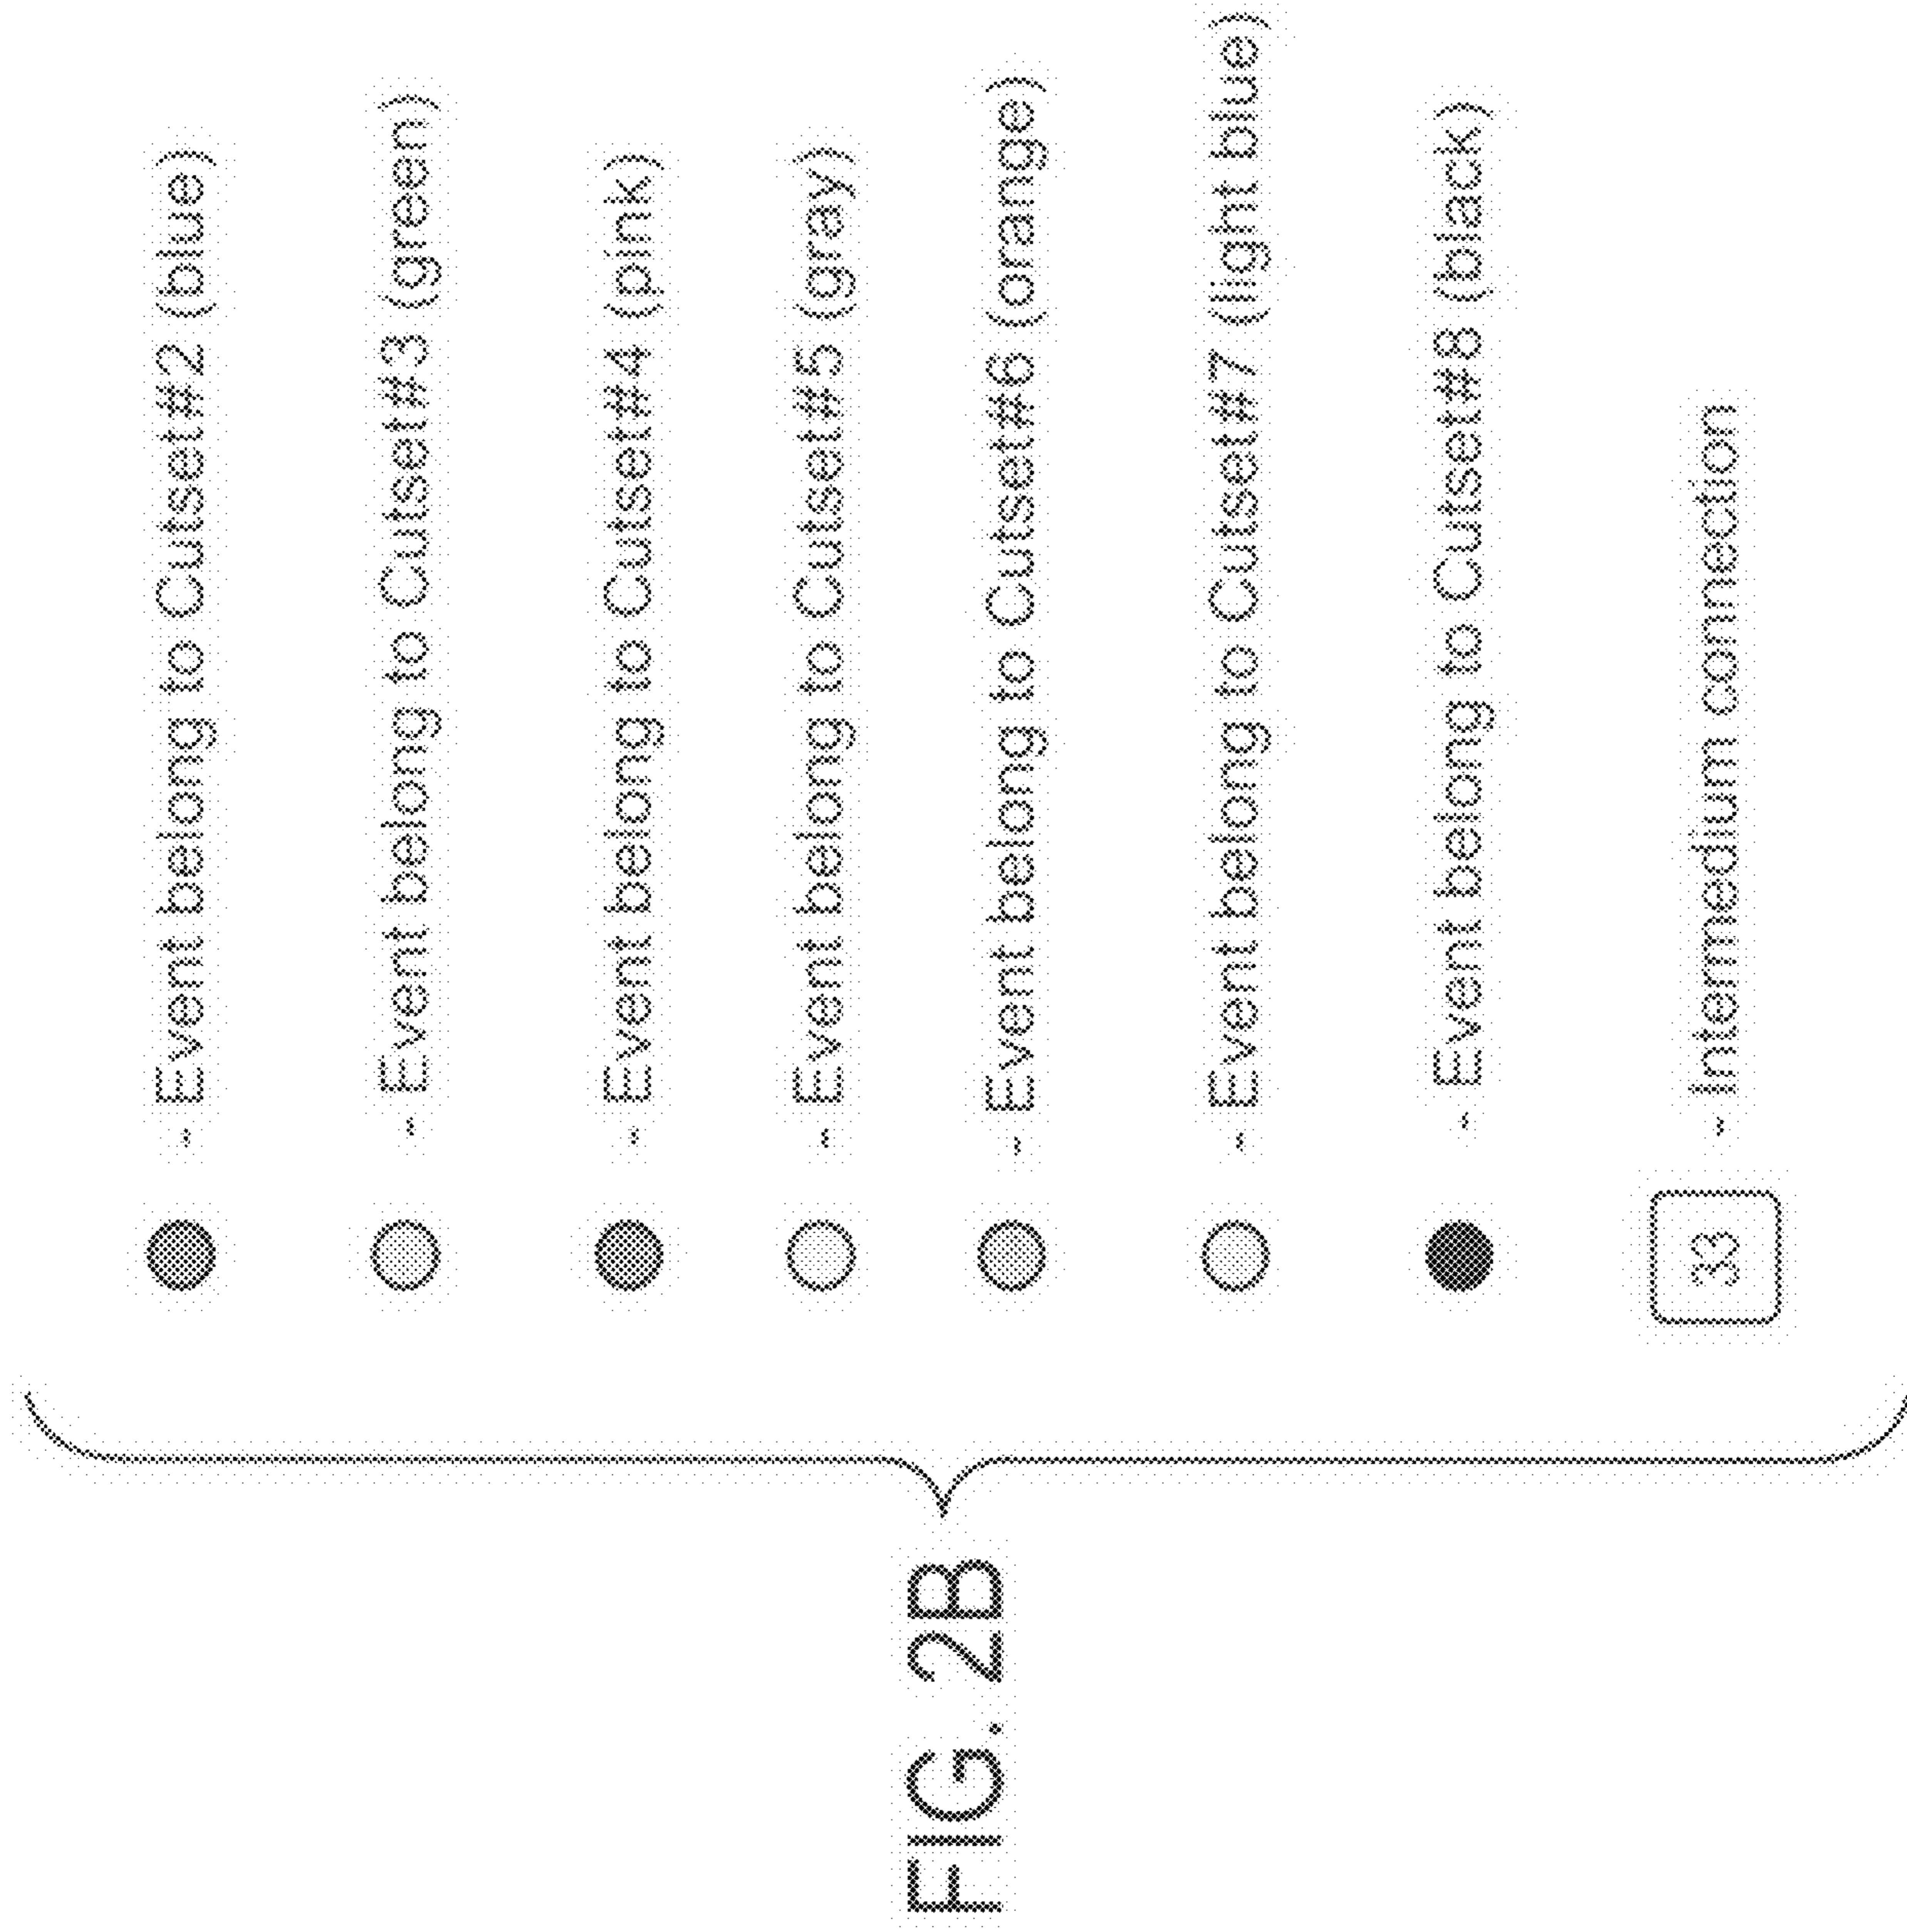 - Event belong to Cutset#2 (blue)
- Event belong to Cutset#3 (green)
- Event belong to Cutset#4 (pink)
- Event belong to Cutset#5 (gray)
- Event belong to Cutset#6 (orange)
- Event belong to Cutset#7 (light blue)
- Event belong to Cutset#8 (black)
33 - Intermedium connection
FIG. 2B